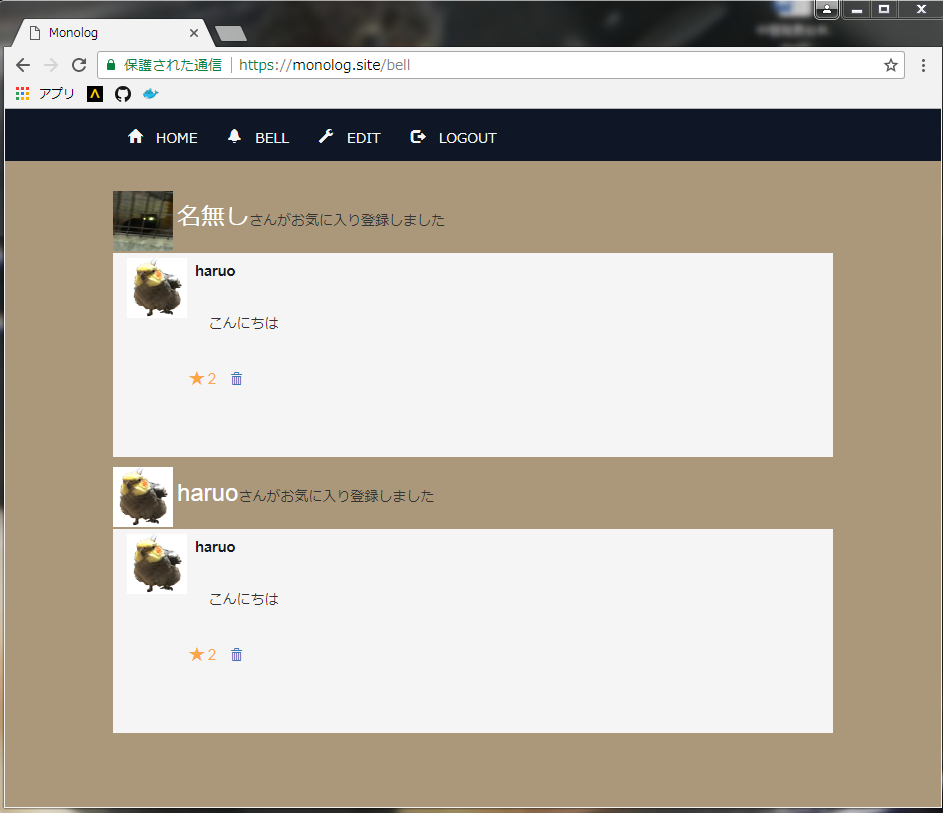 Monolog
保護された通信 https://monolog.site/bell
アプリ
HOME BELL EDIT LOGOUT
名無しさんがお気に入り登録しました
haruo
こんにちは
2
haruoさんがお気に入り登録しました
haruo
こんにちは
2